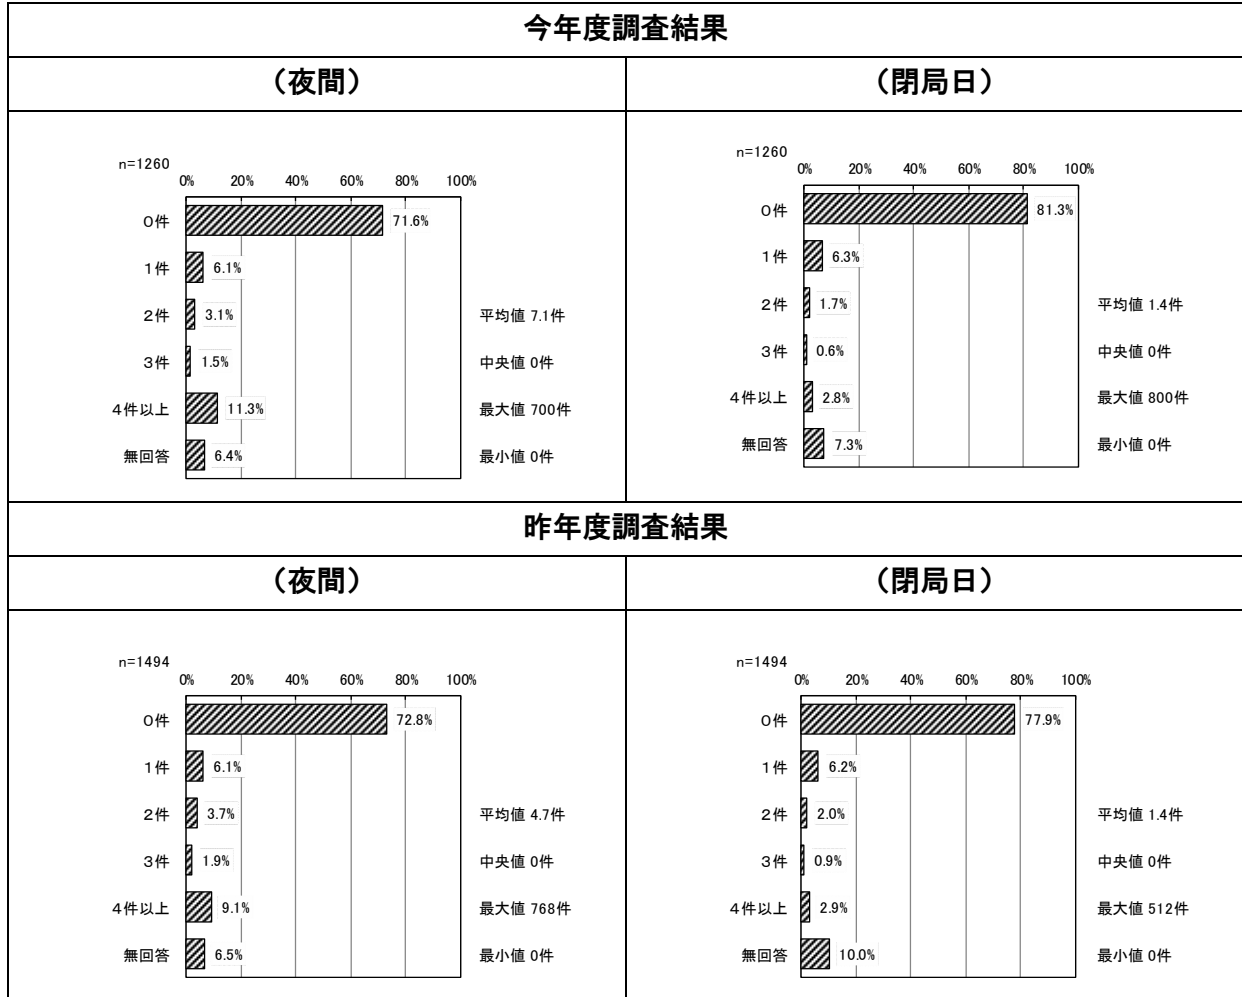 今年度調査結果
（夜間）
（閉局日）
n=1260
0% 20% 40% 60% 80% 100%
０件 71.6%
１件 6.1%
２件 3.1% 平均値 7.1件
３件 1.5% 中央値 0件
４件以上 11.3% 最大値 700件
無回答 6.4% 最小値 0件
n=1260
0% 20% 40% 60% 80% 100%
０件 81.3%
１件 6.3%
２件 1.7% 平均値 1.4件
３件 0.6% 中央値 0件
４件以上 2.8% 最大値 800件
無回答 7.3% 最小値 0件
昨年度調査結果
（夜間）
（閉局日）
n=1494
0% 20% 40% 60% 80% 100%
０件 72.8%
１件 6.1%
２件 3.7% 平均値 4.7件
３件 1.9% 中央値 0件
４件以上 9.1% 最大値 768件
無回答 6.5% 最小値 0件
n=1494
0% 20% 40% 60% 80% 100%
０件 77.9%
１件 6.2%
２件 2.0% 平均値 1.4件
３件 0.9% 中央値 0件
４件以上 2.9% 最大値 512件
無回答 10.0% 最小値 0件